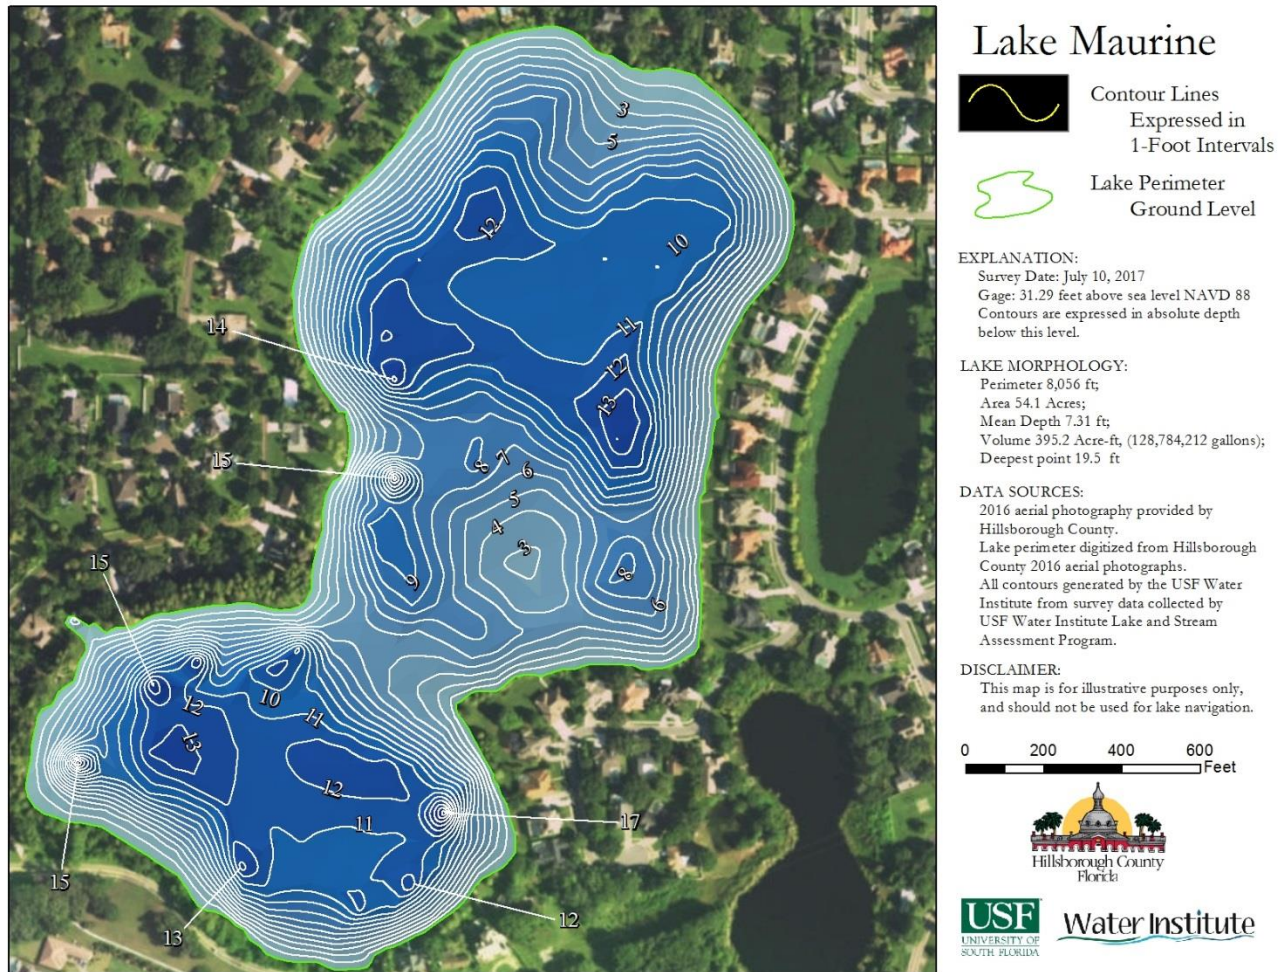 Lake Maurine
Contour Lines
Expressed in
1-Foot Intervals
Lake Perimeter
Ground Level
EXPLANATION:
Survey Date: July 10, 2017
Gage: 31.29 feet above sea level NAVD 88
Contours are expressed in absolute depth
below this level.
LAKE MORPHOLOGY:
Perimeter 8,056 ft;
Area 54.1 Acres;
Mean Depth 7.31 ft;
Volume 395.2 Acre-ft, (128,784,212 gallons);
Deepest point 19.5 ft
DATA SOURCES:
2016 aerial photography provided by
Hillsborough County.
Lake perimeter digitized from Hillsborough
County 2016 aerial photographs.
All contours generated by the USF Water
Institute from survey data collected by
USF Water Institute Lake and Stream
Assessment Program.
DISCLAIMER:
This map is for illustrative purposes only,
and should not be used for lake navigation.
0 200 400 600
Feet
Hillsborough County
Florida
USF
UNIVERSITY OF
SOUTH FLORIDA
Water Institute
3
5
12
10
14
11
12
13
15
8
7
6
5
4
3
9
8
6
15
12
10
11
13
12
11
17
15
13
12